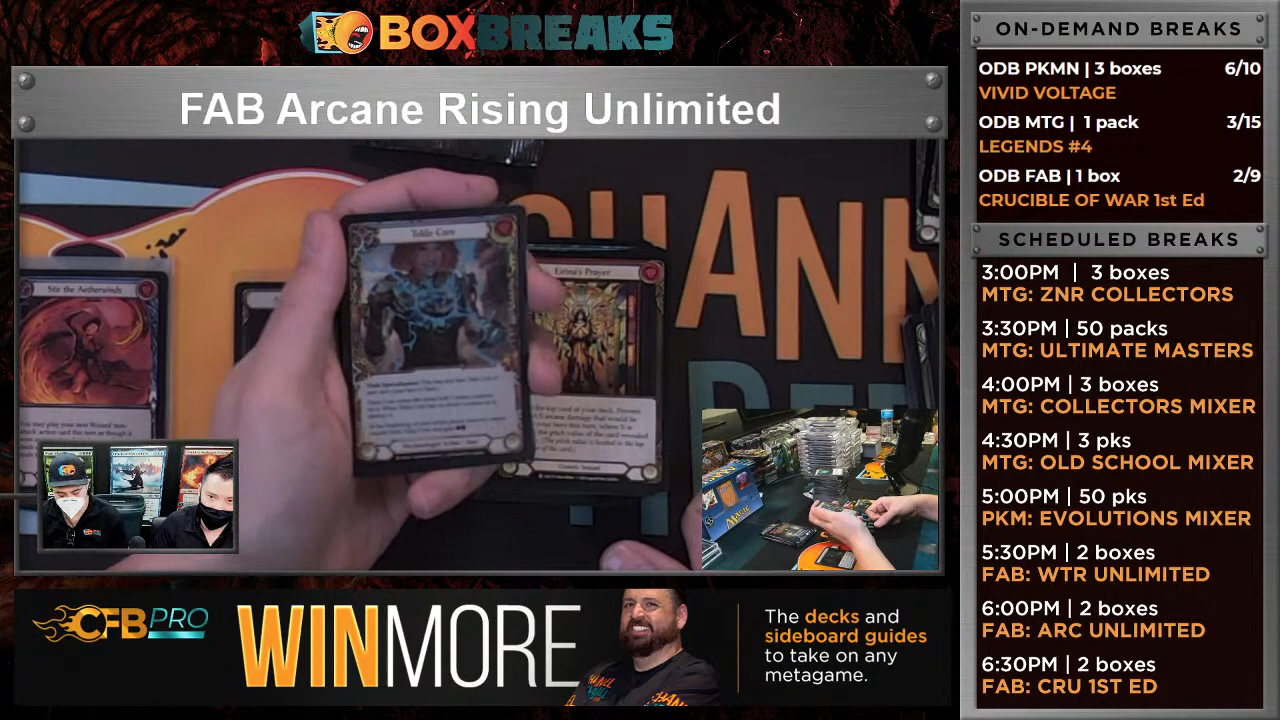 BOXBREAKS
FAB Arcane Rising Unlimited
Teklo Core
Stir the Aetherwinds
Eirina's Prayer
CHANN
MAGIC
CFBPRO
WINMORE
The decks and
sideboard guides
to take on any
metagame.
ON-DEMAND BREAKS
ODB PKMN | 3 boxes 6/10
VIVID VOLTAGE
ODB MTG | 1 pack 3/15
LEGENDS #4
ODB FAB | 1 box 2/9
CRUCIBLE OF WAR 1st Ed
SCHEDULED BREAKS
3:00PM | 3 boxes
MTG: ZNR COLLECTORS
3:30PM | 50 packs
MTG: ULTIMATE MASTERS
4:00PM | 3 boxes
MTG: COLLECTORS MIXER
4:30PM | 3 pks
MTG: OLD SCHOOL MIXER
5:00PM | 50 pks
PKM: EVOLUTIONS MIXER
5:30PM | 2 boxes
FAB: WTR UNLIMITED
6:00PM | 2 boxes
FAB: ARC UNLIMITED
6:30PM | 2 boxes
FAB: CRU 1ST ED